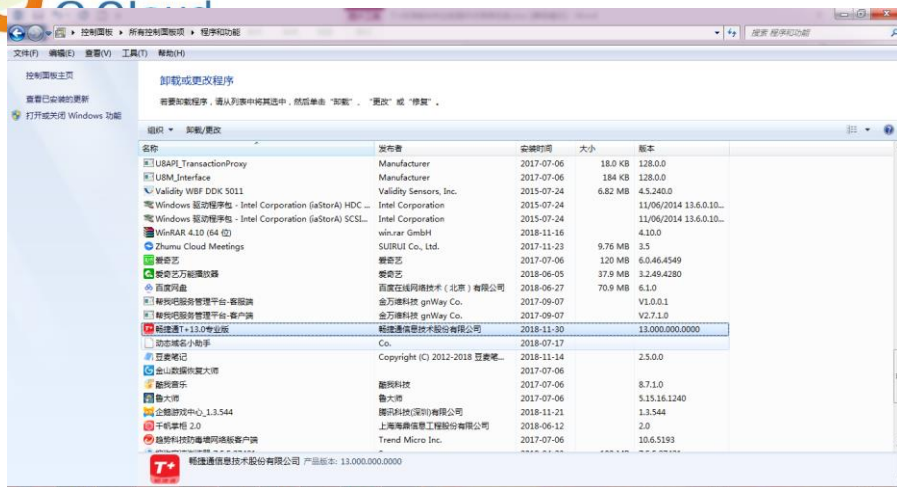 控制面板 ▸ 所有控制面板项 ▸ 程序和功能
搜索 程序和功能
文件(F) 编辑(E) 查看(V) 工具(T) 帮助(H)
控制面板主页
查看已安装的更新
打开或关闭 Windows 功能
卸载或更改程序
若要卸载程序，请从列表中将其选中，然后单击“卸载”、“更改”或“修复”。
组织 卸载/更改
名称 发布者 安装时间 大小 版本
U8API_TransactionProxy Manufacturer 2017-07-06 18.0 KB 128.0.0
U8M_Interface Manufacturer 2017-07-06 184 KB 128.0.0
Validity WBF DDK 5011 Validity Sensors, Inc. 2015-07-24 6.82 MB 4.5.240.0
Windows 驱动程序包 - Intel Corporation (iaStorA) HDC ... Intel Corporation 2015-07-24 11/06/2014 13.6.0.10...
Windows 驱动程序包 - Intel Corporation (iaStorA) SCSI... Intel Corporation 2015-07-24 11/06/2014 13.6.0.10...
WinRAR 4.10 (64 位) win.rar GmbH 2018-11-16 4.10.0
Zhumu Cloud Meetings SUIRUI Co., Ltd. 2017-11-23 9.76 MB 3.5
爱奇艺 爱奇艺 2017-07-06 120 MB 6.0.46.4549
爱奇艺万能播放器 爱奇艺 2018-06-05 37.9 MB 3.2.49.4280
百度网盘 百度在线网络技术（北京）有限公司 2018-06-27 70.9 MB 6.1.0
帮我吧服务管理平台-客服端 金万维科技 gnWay Co. 2017-09-07 V1.0.0.1
帮我吧服务管理平台-客户端 金万维科技 gnWay Co. 2017-09-07 V2.7.1.0
畅捷通T+13.0专业版 畅捷通信息技术股份有限公司 2018-11-30 13.000.000.0000
动态域名小助手 Co. 2018-07-17
豆麦笔记 Copyright (C) 2012-2018 豆麦笔... 2018-11-14 2.5.0.0
金山数据恢复大师 2017-07-06
酷我音乐 酷我科技 2017-07-06 8.7.1.0
鲁大师 鲁大师 2017-07-06 5.15.16.1240
企鹅游戏中心_1.3.544 腾讯科技(深圳)有限公司 2018-11-21 1.3.544
千帆掌柜 2.0 上海海鼎信息工程股份有限公司 2018-06-12 2.0
趋势科技防毒墙网络版客户端 Trend Micro Inc. 2017-07-06 10.6.5193
T+ 畅捷通信息技术股份有限公司 产品版本: 13.000.000.0000